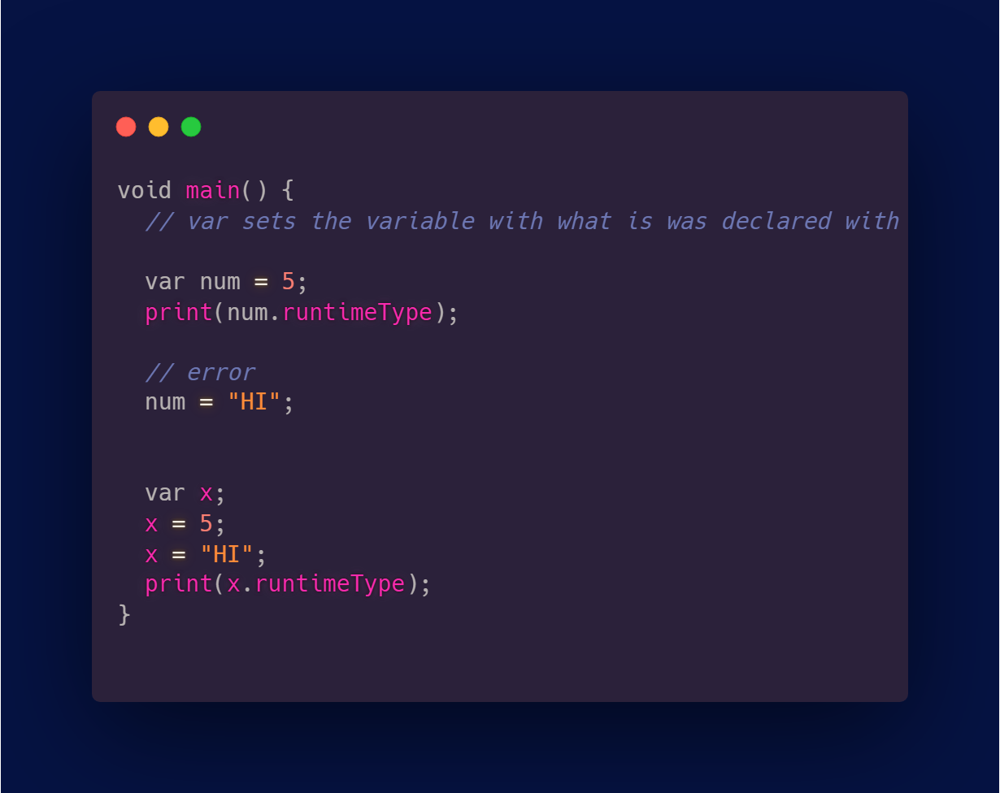 void main() {
  // var sets the variable with what is was declared with

  var num = 5;
  print(num.runtimeType);

  // error
  num = "HI";


  var x;
  x = 5;
  x = "HI";
  print(x.runtimeType);
}